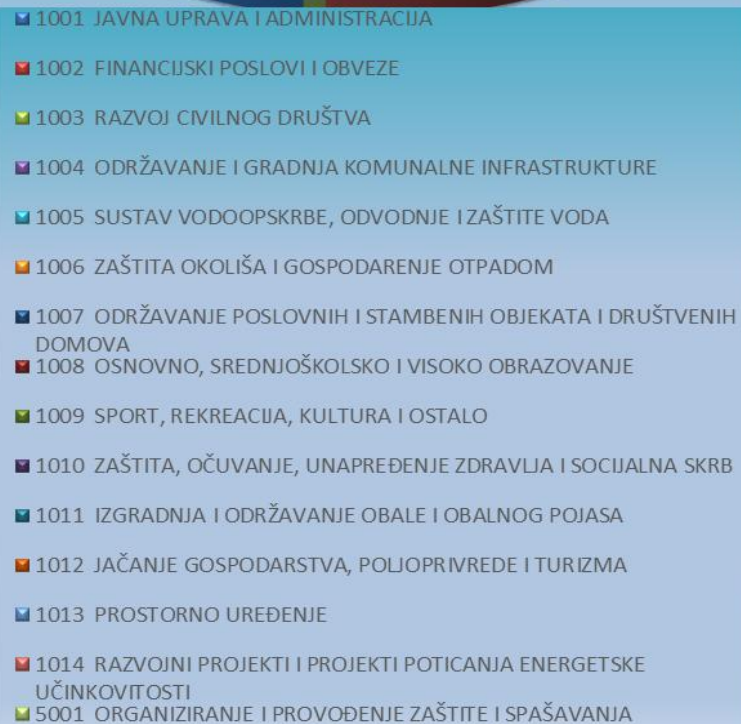 1001 JAVNA UPRAVA I ADMINISTRACIJA
1002 FINANCIJSKI POSLOVI I OBVEZE
1003 RAZVOJ CIVILNOG DRUŠTVA
1004 ODRŽAVANJE I GRADNJA KOMUNALNE INFRASTRUKTURE
1005 SUSTAV VODOOPSKRBE, ODVODNJE I ZAŠTITE VODA
1006 ZAŠTITA OKOLIŠA I GOSPODARENJE OTPADOM
1007 ODRŽAVANJE POSLOVNIH I STAMBENIH OBJEKATA I DRUŠTVENIH
DOMOVA
1008 OSNOVNO, SREDNJOŠKOLSKO I VISOKO OBRAZOVANJE
1009 SPORT, REKREACIJA, KULTURA I OSTALO
1010 ZAŠTITA, OČUVANJE, UNAPREĐENJE ZDRAVLJA I SOCIJALNA SKRB
1011 IZGRADNJA I ODRŽAVANJE OBALE I OBALNOG POJASA
1012 JAČANJE GOSPODARSTVA, POLJOPRIVREDE I TURIZMA
1013 PROSTORNO UREĐENJE
1014 RAZVOJNI PROJEKTI I PROJEKTI POTICANJA ENERGETSKE
UČINKOVITOSTI
5001 ORGANIZIRANJE I PROVOĐENJE ZAŠTITE I SPAŠAVANJA